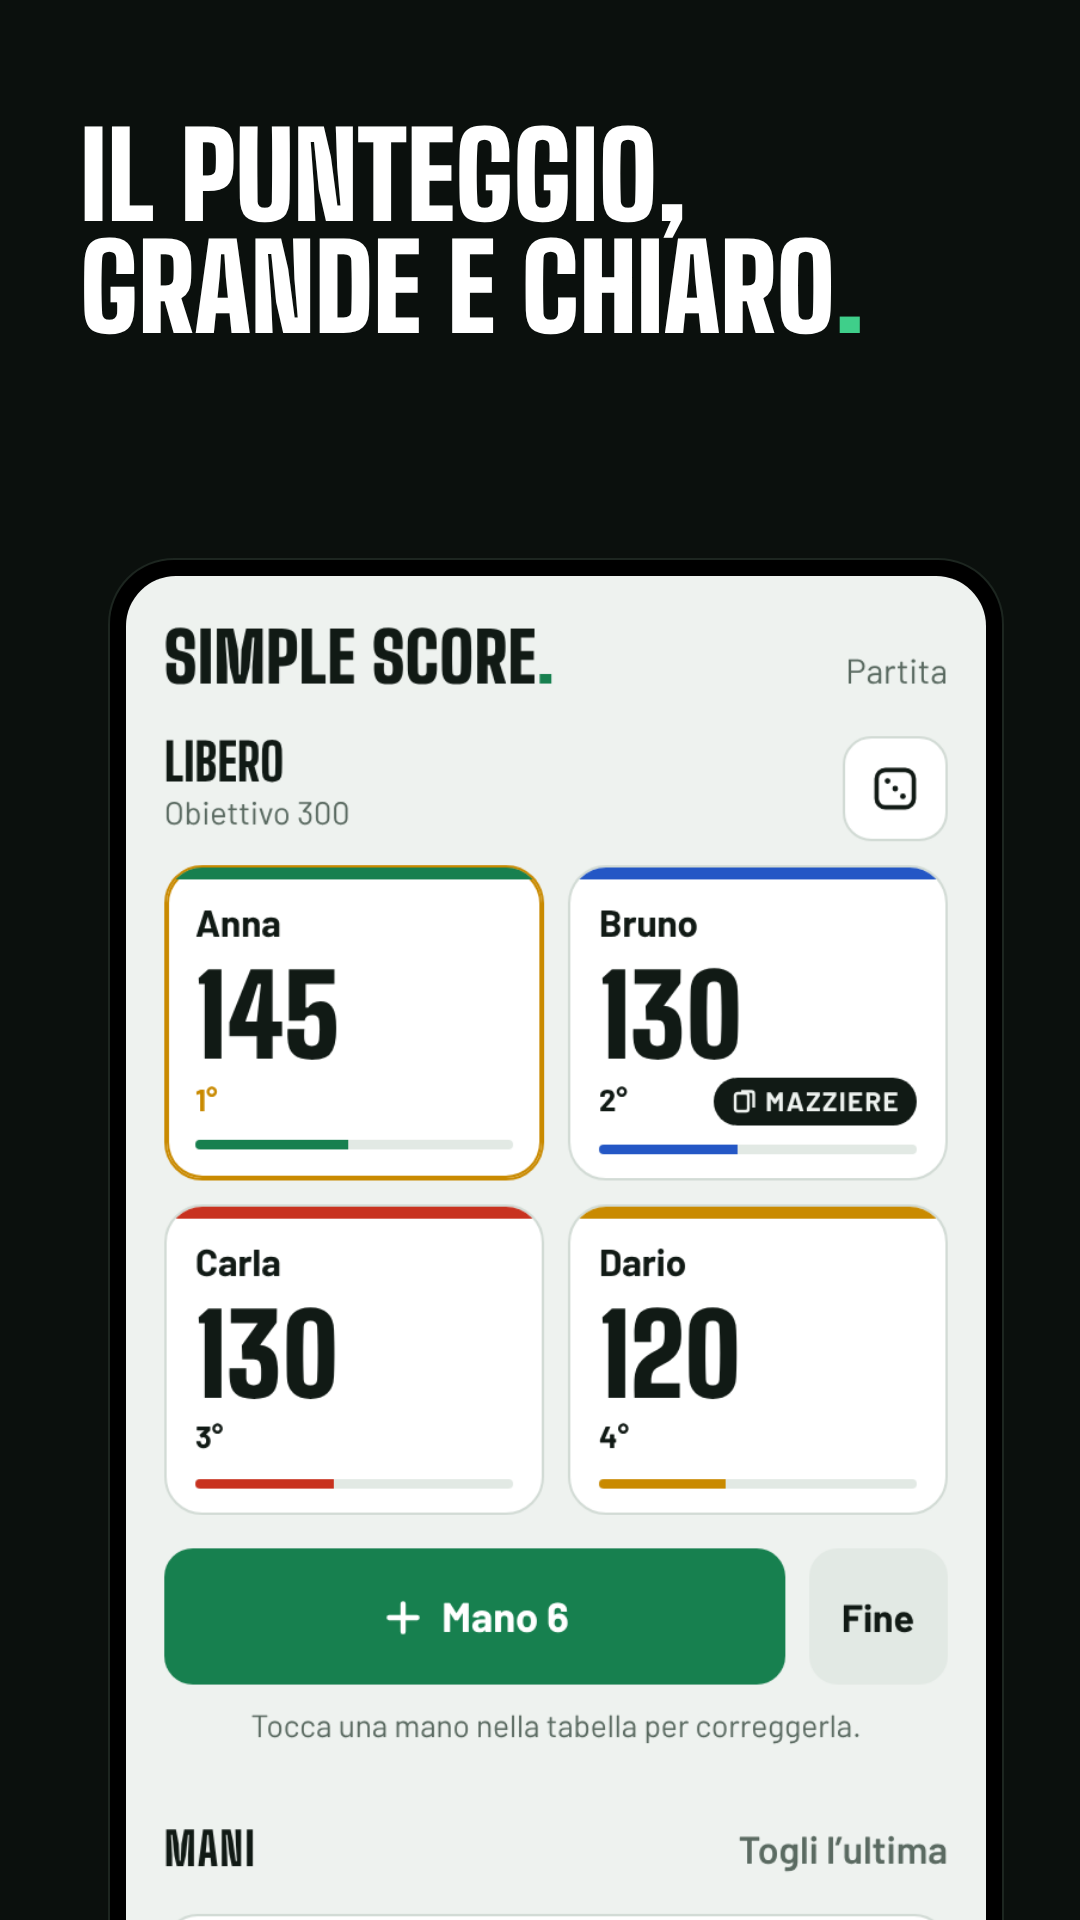 IL PUNTEGGIO,
GRANDE E CHIARO.
SIMPLE SCORE.
Partita
LIBERO
Obiettivo 300
Anna
145
1°
Bruno
130
2°
MAZZIERE
Carla
130
3°
Dario
120
4°
+ Mano 6
Fine
Tocca una mano nella tabella per correggerla.
MANI
Togli l’ultima